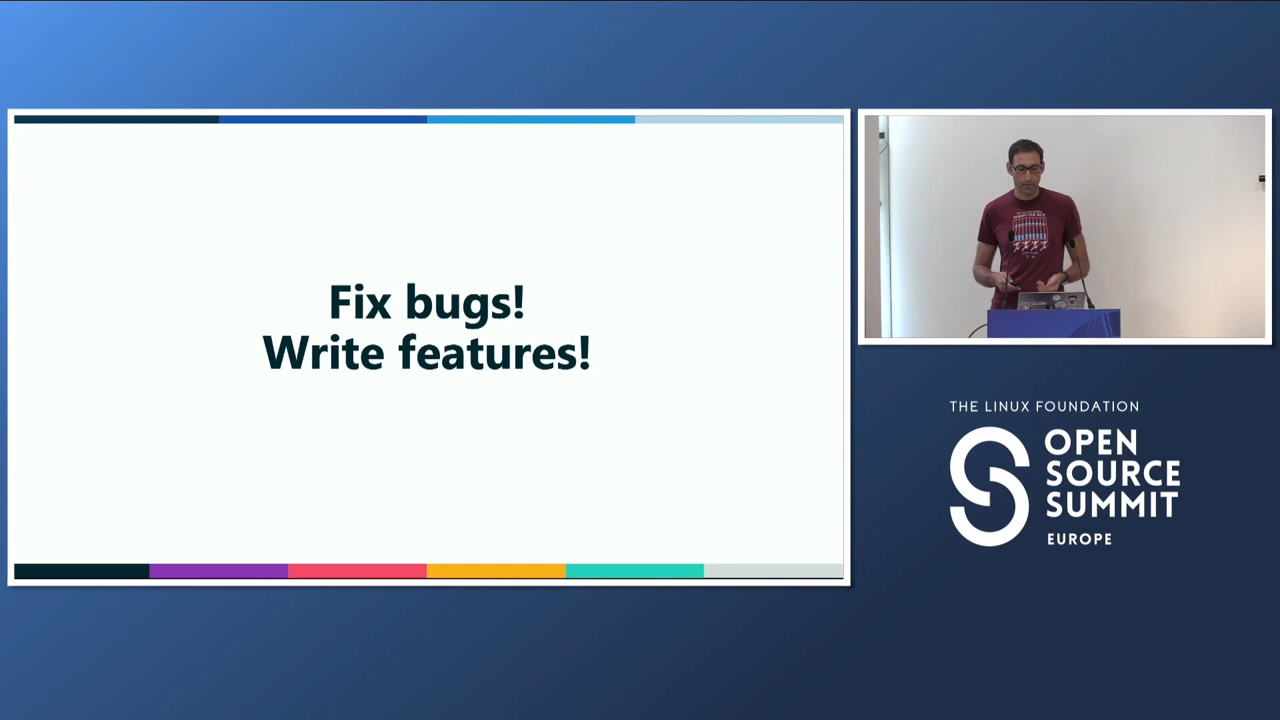 Fix bugs!
Write features!
THE LINUX FOUNDATION
OPEN
SOURCE
SUMMIT
EUROPE